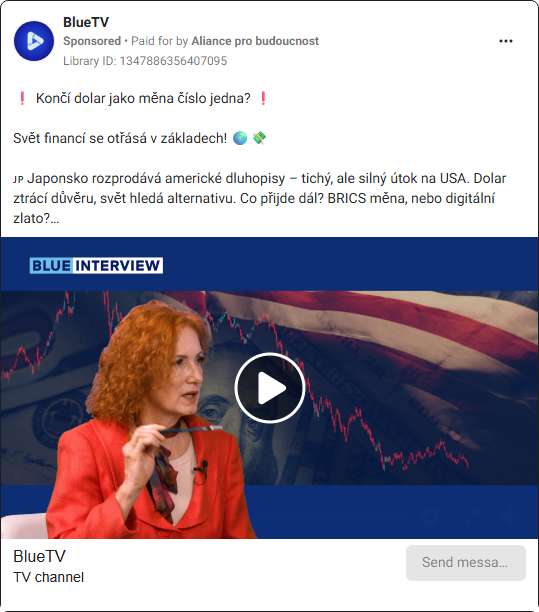 BlueTV
Sponsored • Paid for by Aliance pro budoucnost
Library ID: 1347886356407095
❗ Končí dolar jako měna číslo jedna? ❗
Svět financí se otřásá v základech! 🌍 💸
JP Japonsko rozprodává americké dluhopisy – tichý, ale silný útok na USA. Dolar
ztrácí důvěru, svět hledá alternativu. Co přijde dál? BRICS měna, nebo digitální
zlato?...
BLUE INTERVIEW
BlueTV
TV channel
Send messa...